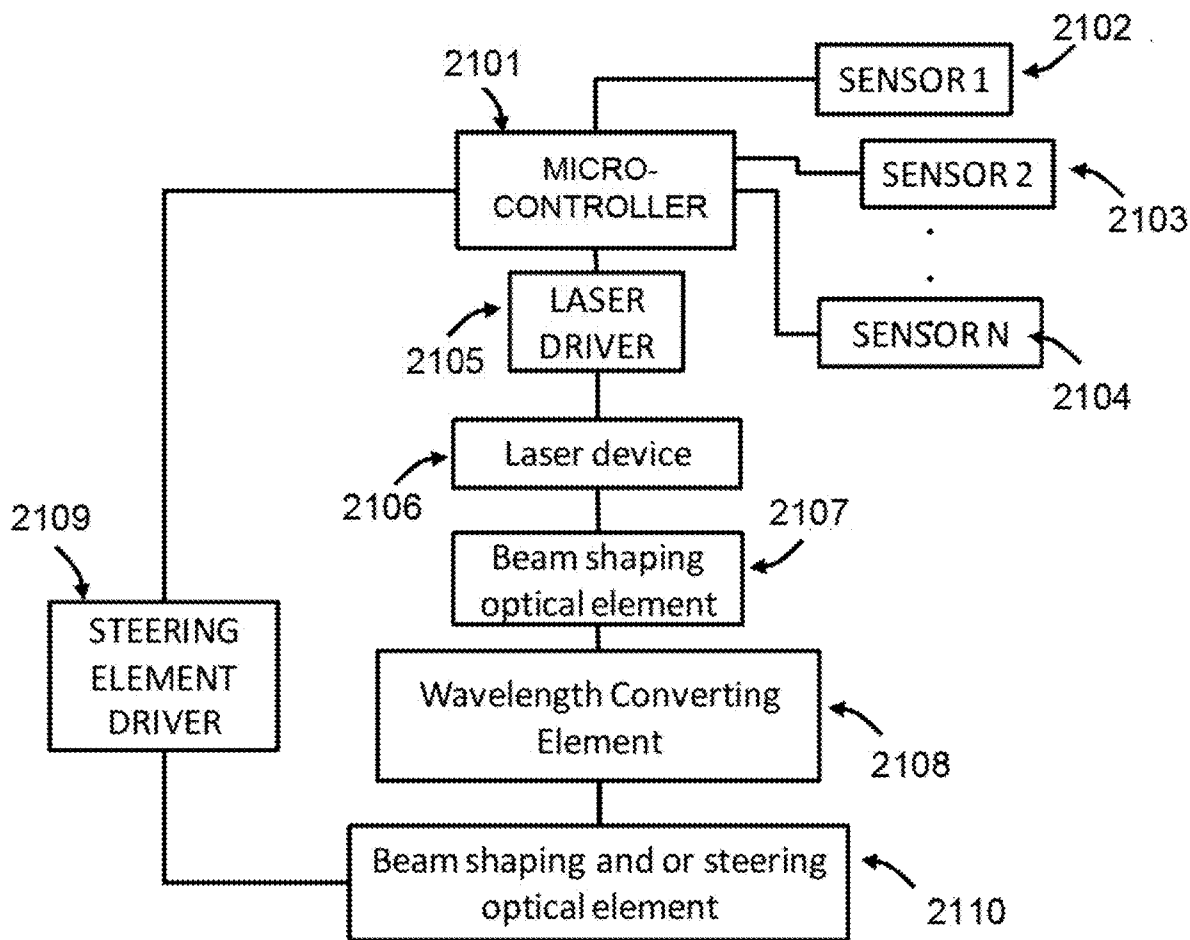 2102
2101
SENSOR 1
MICRO-
CONTROLLER
SENSOR 2
2103
LASER
DRIVER
2105
SENSOR N
2104
Laser device
2106
2107
2109
Beam shaping
optical element
STEERING
ELEMENT
DRIVER
Wavelength Converting
Element
2108
Beam shaping and or steering
optical element
2110